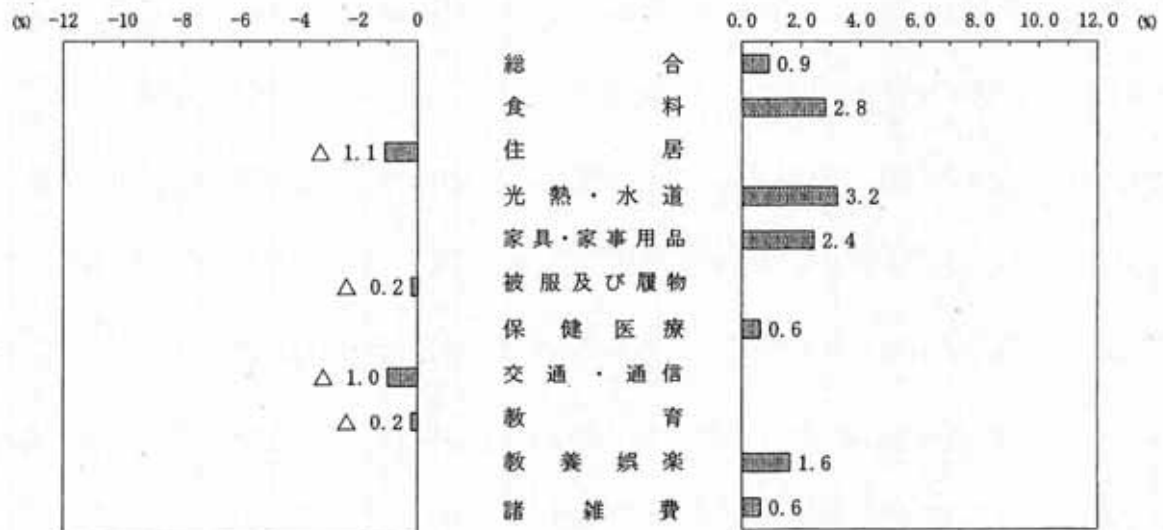 (%) -12 -10 -8 -6 -4 -2 0 0.0 2.0 4.0 6.0 8.0 10.0 12.0 (%)
総合 0.9
食料 2.8
△ 1.1 住居
光熱・水道 3.2
家具・家事用品 2.4
△ 0.2 被服及び履物
保健医療 0.6
△ 1.0 交通・通信
△ 0.2 教育
教養娯楽 1.6
諸雑費 0.6